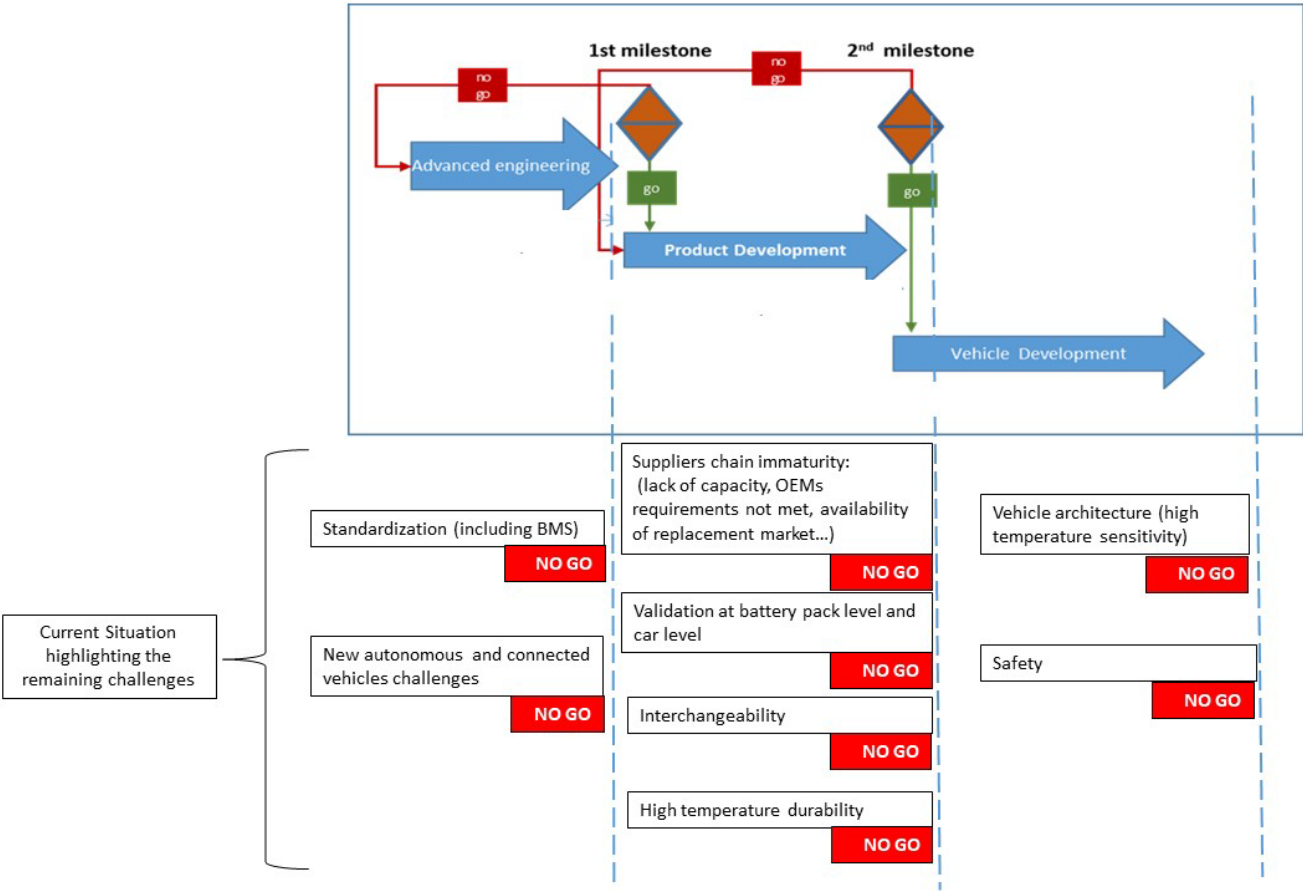 1st milestone
2nd milestone
no
go
no
go
Advanced engineering
go
go
Product Development
Vehicle Development
Suppliers chain immaturity:
(lack of capacity, OEMs
requirements not met, availability
of replacement market...)
NO GO
Standardization (including BMS)
NO GO
Vehicle architecture (high
temperature sensitivity)
NO GO
Validation at battery pack level and
car level
NO GO
Current Situation
highlighting the
remaining challenges
New autonomous and connected
vehicles challenges
NO GO
Safety
NO GO
Interchangeability
NO GO
High temperature durability
NO GO